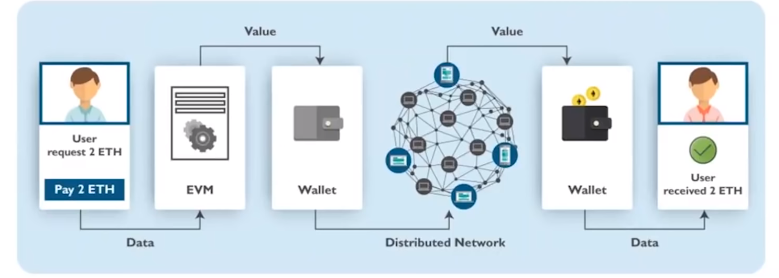 Value
Value
User
request 2 ETH
Pay 2 ETH
EVM
Wallet
Wallet
User
received 2 ETH
Data
Distributed Network
Data